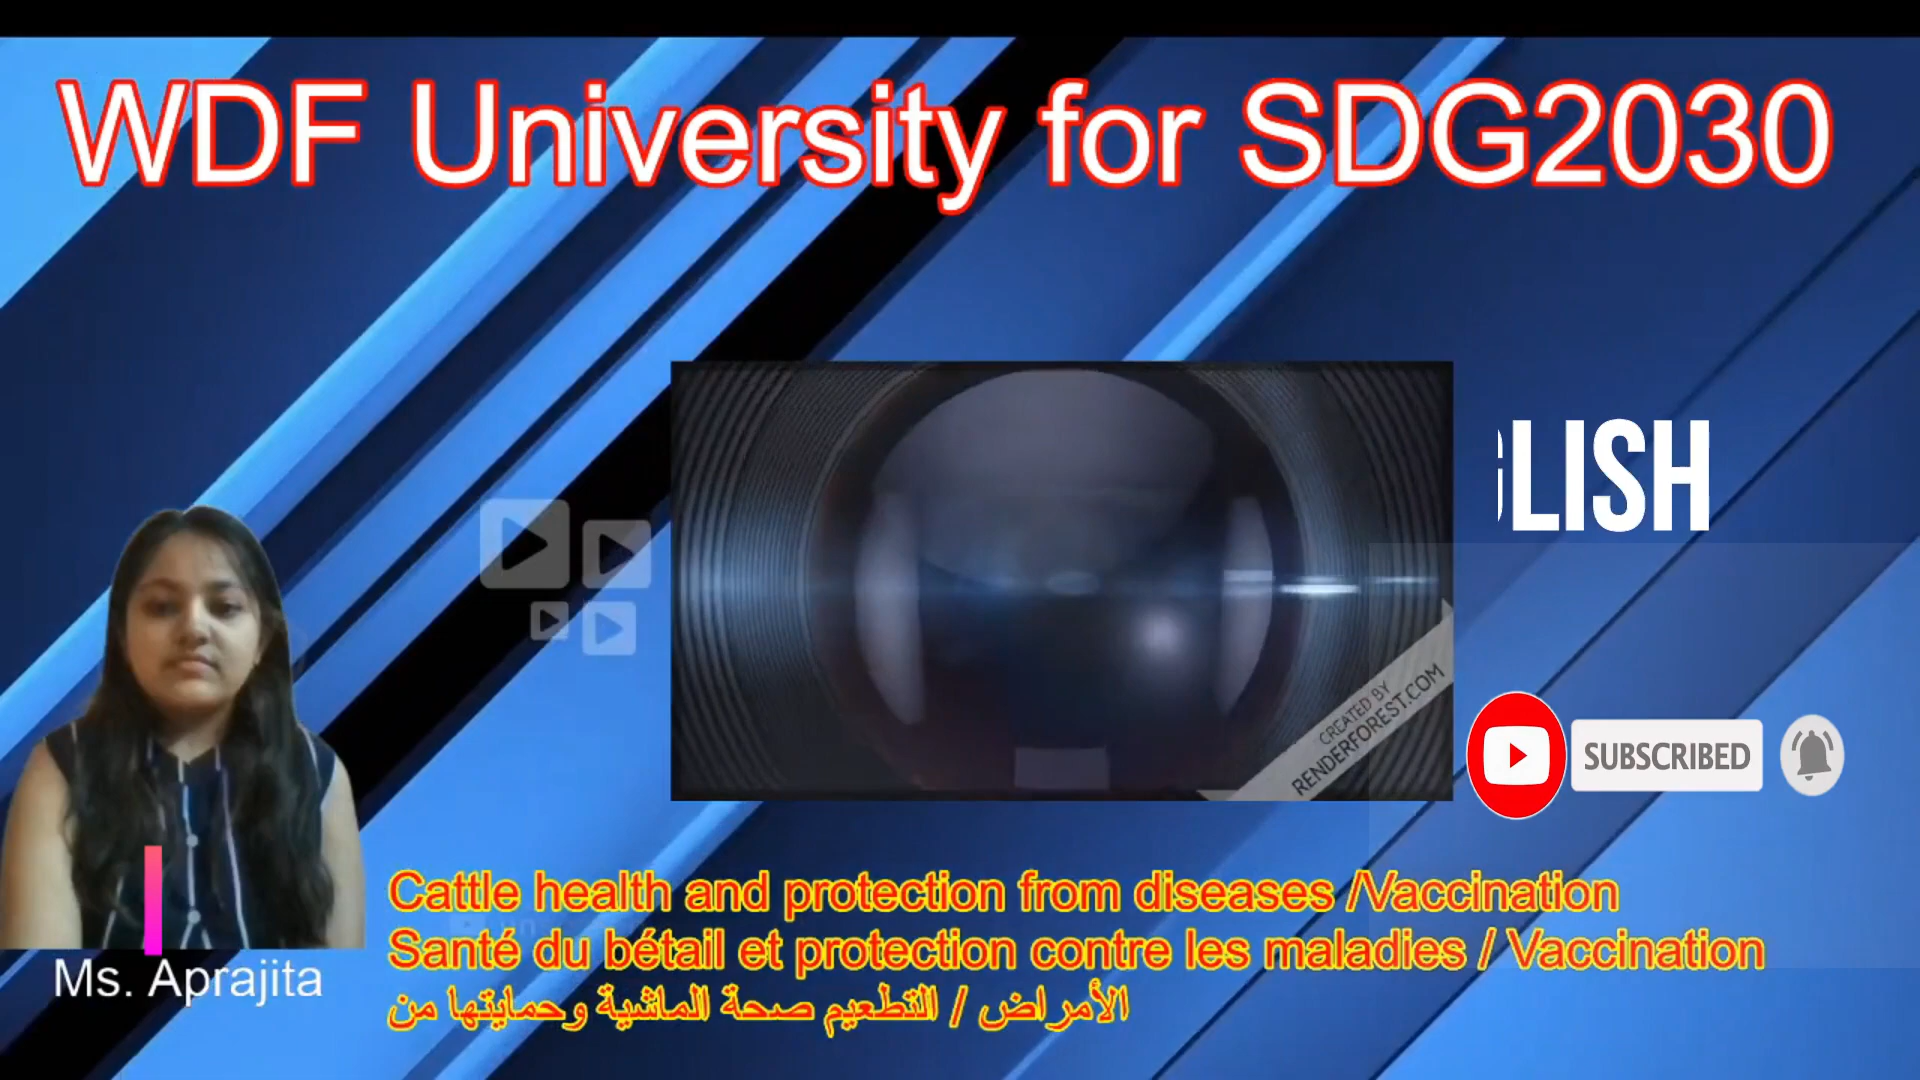 WDF University for SDG2030
LISH
CREATED BY
RENDERFOREST.COM
SUBSCRIBED
Cattle health and protection from diseases /Vaccination
Santé du bétail et protection contre les maladies / Vaccination
الأمراض / التطعيم صحة الماشية وحمايتها من
Ms. Aprajita